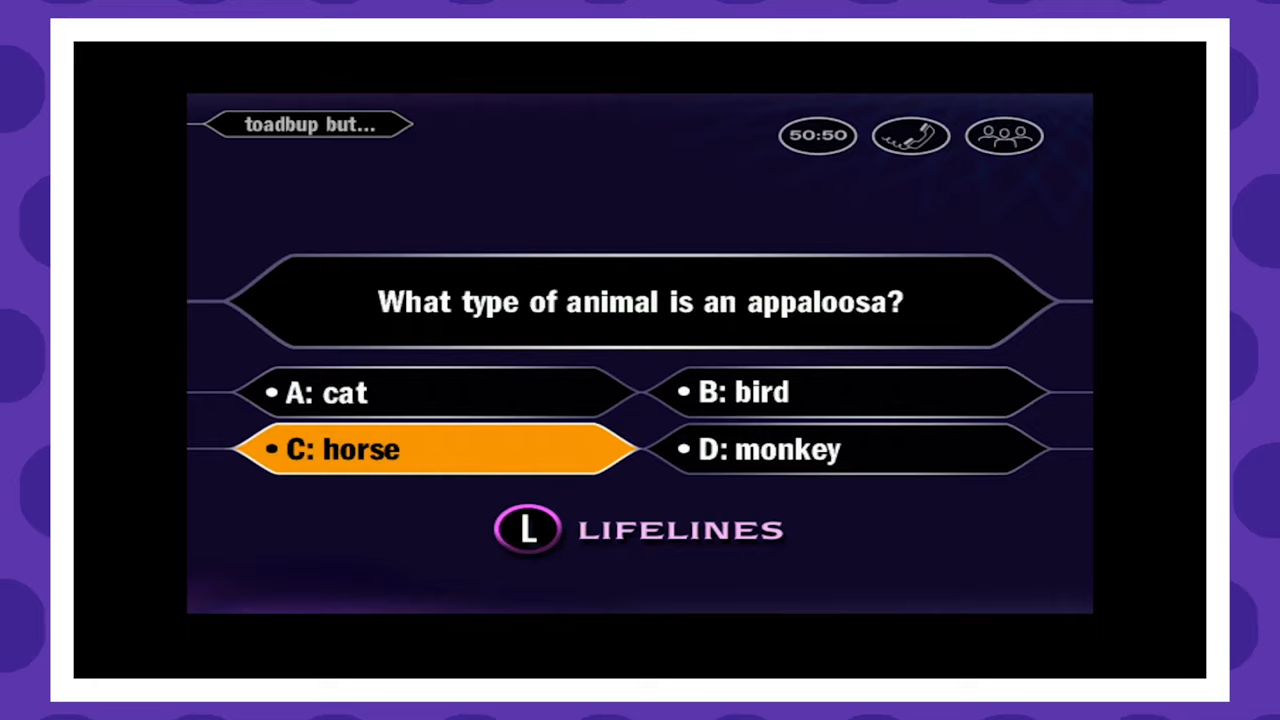 toadbup but...
50:50
What type of animal is an appaloosa?
• A: cat
• B: bird
• C: horse
• D: monkey
L LIFELINES